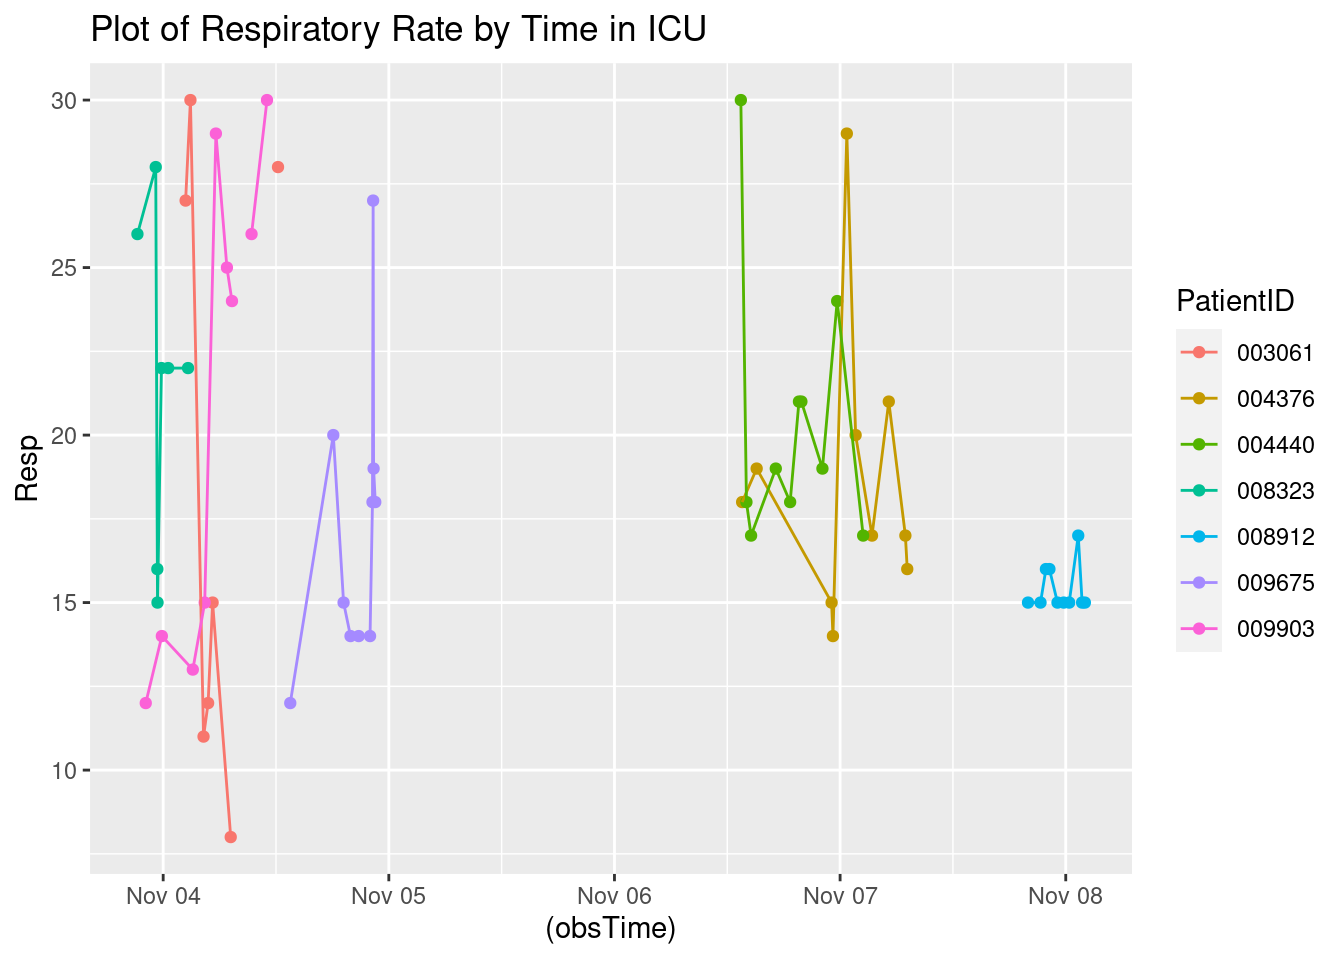 Plot of Respiratory Rate by Time in ICU
30
25
20
15
10
Resp
Nov 04 Nov 05 Nov 06 Nov 07 Nov 08
(obsTime)
PatientID
003061
004376
004440
008323
008912
009675
009903